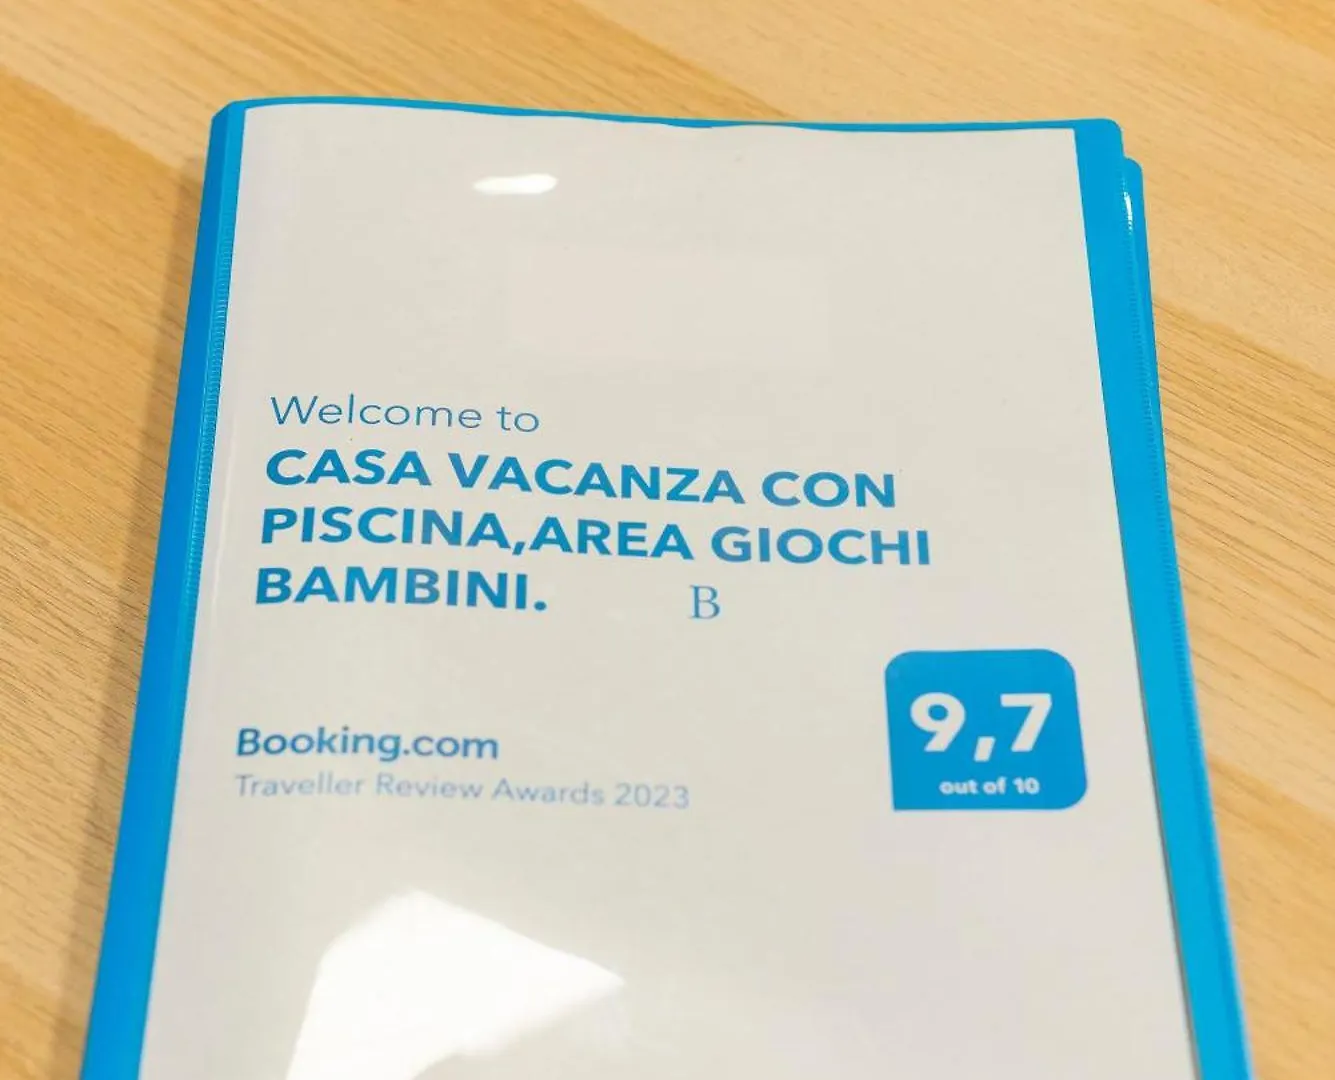 Welcome to
CASA VACANZA CON
PISCINA,AREA GIOCHI
BAMBINI.
B
9,7
out of 10
Booking.com
Traveller Review Awards 2023